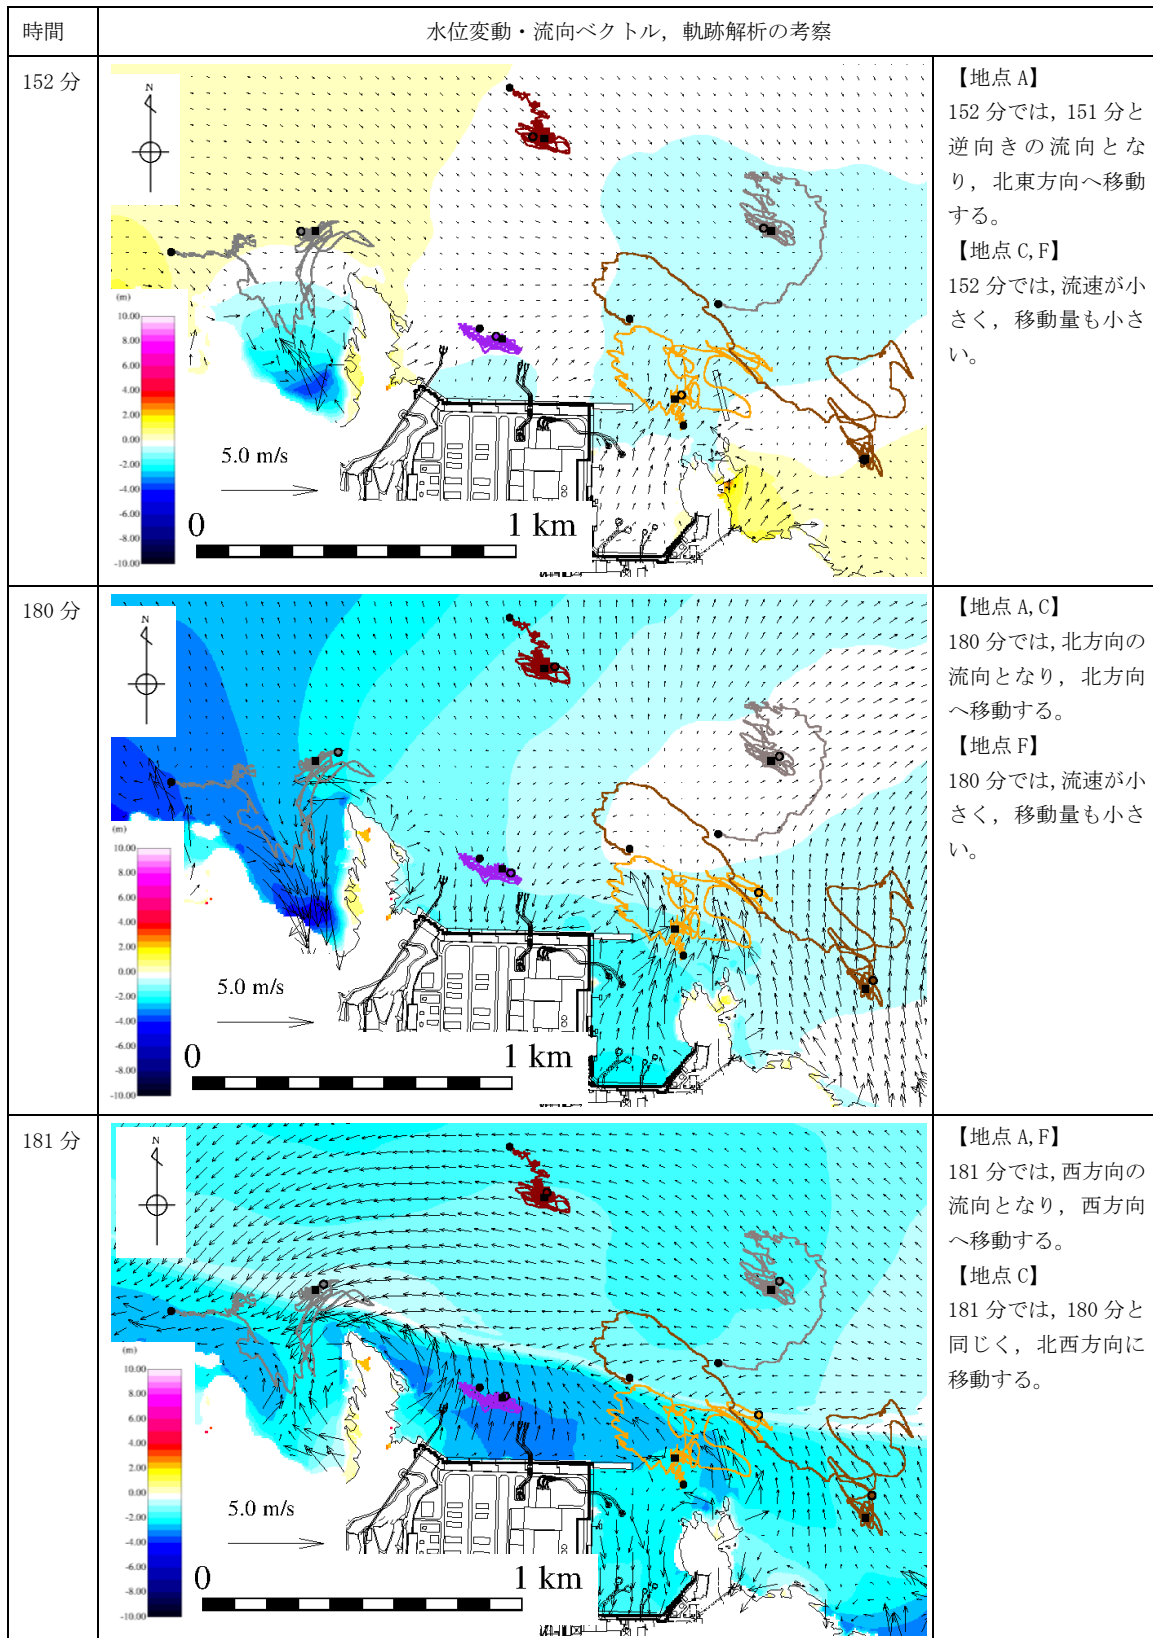 時間
水位変動・流向ベクトル，軌跡解析の考察
152 分
N
(m)
10.00
8.00
6.00
4.00
2.00
0.00
-2.00
-4.00
-6.00
-8.00
-10.00
5.0 m/s
0
1 km
【地点 A】
152 分では，151 分と
逆向きの流向とな
り，北東方向へ移動
する。
【地点 C,F】
152 分では，流速が小
さく，移動量も小さ
い。
180 分
N
(m)
10.00
8.00
6.00
4.00
2.00
0.00
-2.00
-4.00
-6.00
-8.00
-10.00
5.0 m/s
0
1 km
【地点 A,C】
180 分では，北方向の
流向となり，北方向
へ移動する。
【地点 F】
180 分では，流速が小
さく，移動量も小さ
い。
181 分
N
(m)
10.00
8.00
6.00
4.00
2.00
0.00
-2.00
-4.00
-6.00
-8.00
-10.00
5.0 m/s
0
1 km
【地点 A,F】
181 分では，西方向の
流向となり，西方向
へ移動する。
【地点 C】
181 分では，180 分と
同じく，北西方向に
移動する。